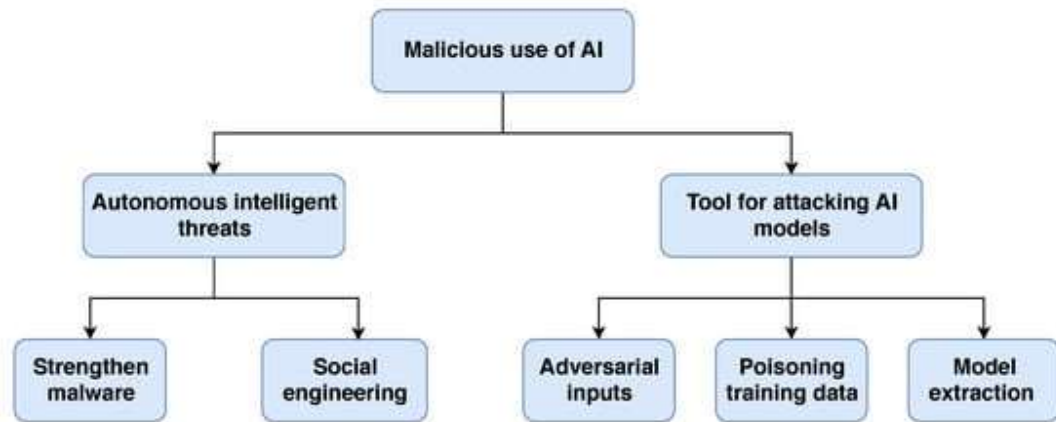 Malicious use of AI
Autonomous intelligent
threats
Tool for attacking AI
models
Strengthen
malware
Social
engineering
Adversarial
inputs
Poisoning
training data
Model
extraction